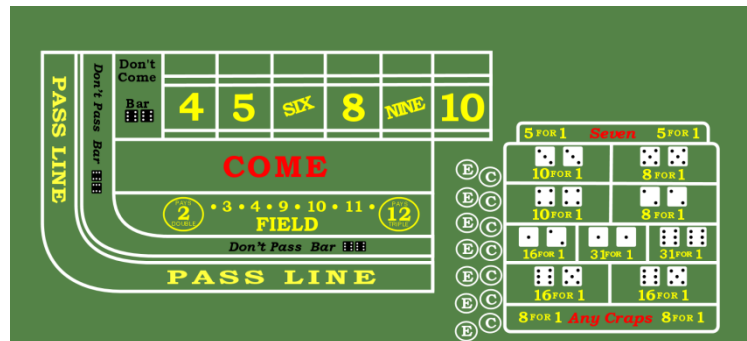 PASS LINE
Don't Pass Bar
Don't
Come
Bar
4 5 SIX 8 NINE 10
COME
PAYS
2
DOUBLE
• 3 • 4 • 9 • 10 • 11 •
PAYS
12
TRIPLE
FIELD
Don't Pass Bar
PASS LINE
E C
E C
E C
E C
E C
E C
E C
5 FOR 1 Seven 5 FOR 1
10 FOR 1 8 FOR 1
10 FOR 1 8 FOR 1
16 FOR 1 31 FOR 1 31 FOR 1
16 FOR 1 16 FOR 1
8 FOR 1 Any Craps 8 FOR 1